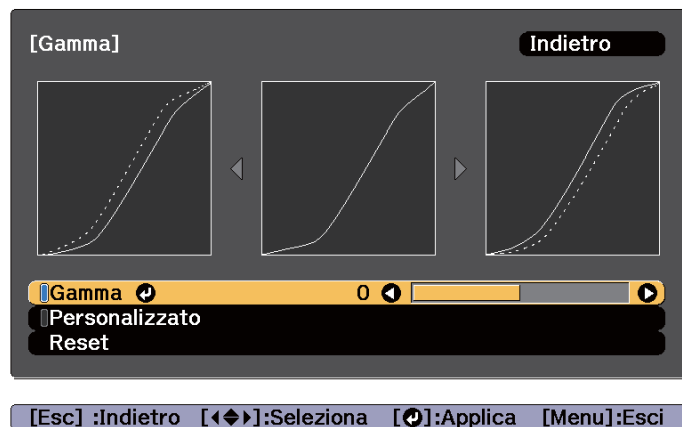 [Gamma]
Indietro
Gamma 0
Personalizzato
Reset
[Esc] :Indietro []:Seleziona []:Applica [Menu]:Esci